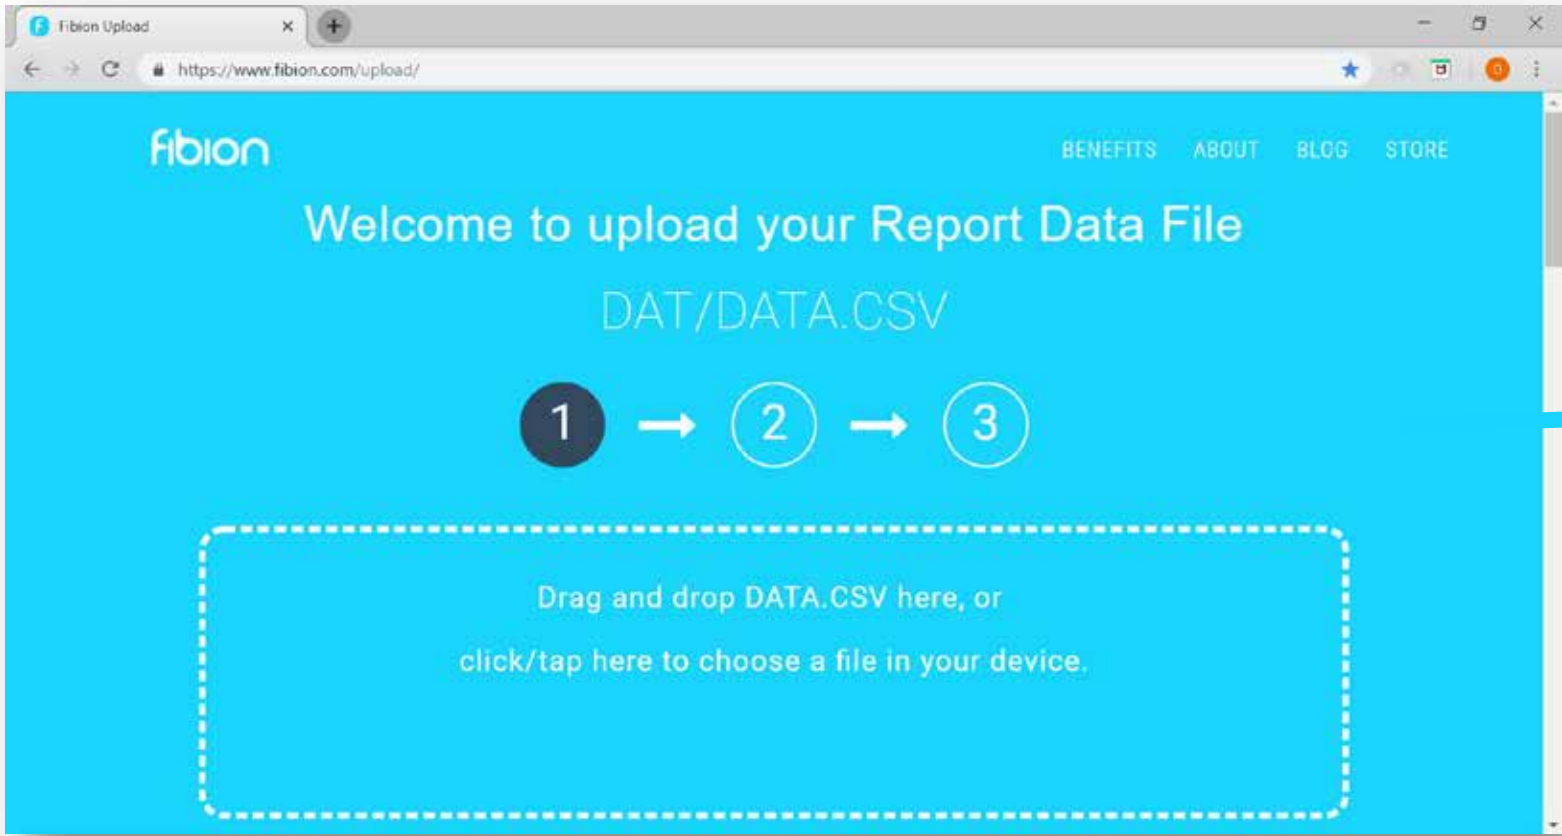 Fibion Upload
https://www.fibion.com/upload/
fibion
BENEFITS ABOUT BLOG STORE
Welcome to upload your Report Data File
DAT/DATA.CSV
1 2 3
Drag and drop DATA.CSV here, or
click/tap here to choose a file in your device.